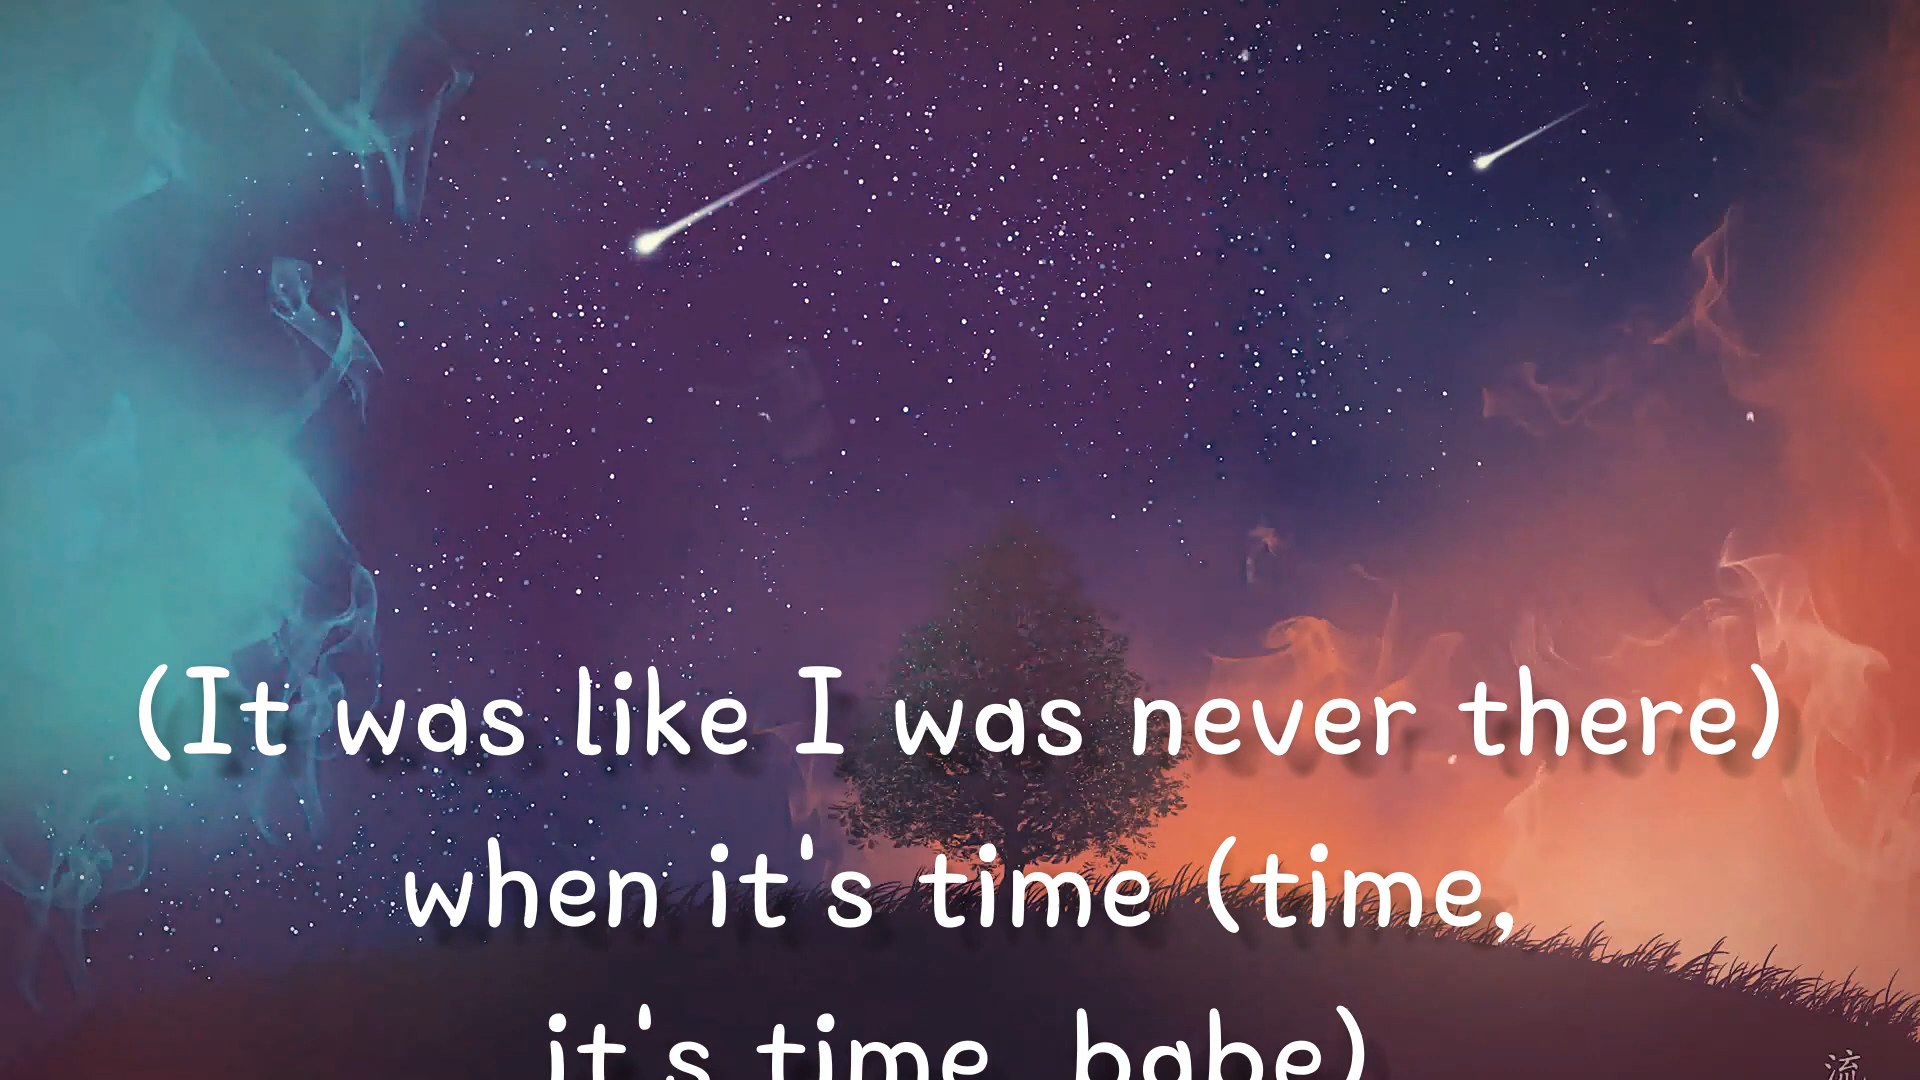 (It was like I was never there)
when it's time (time,
it's time, babe)
流